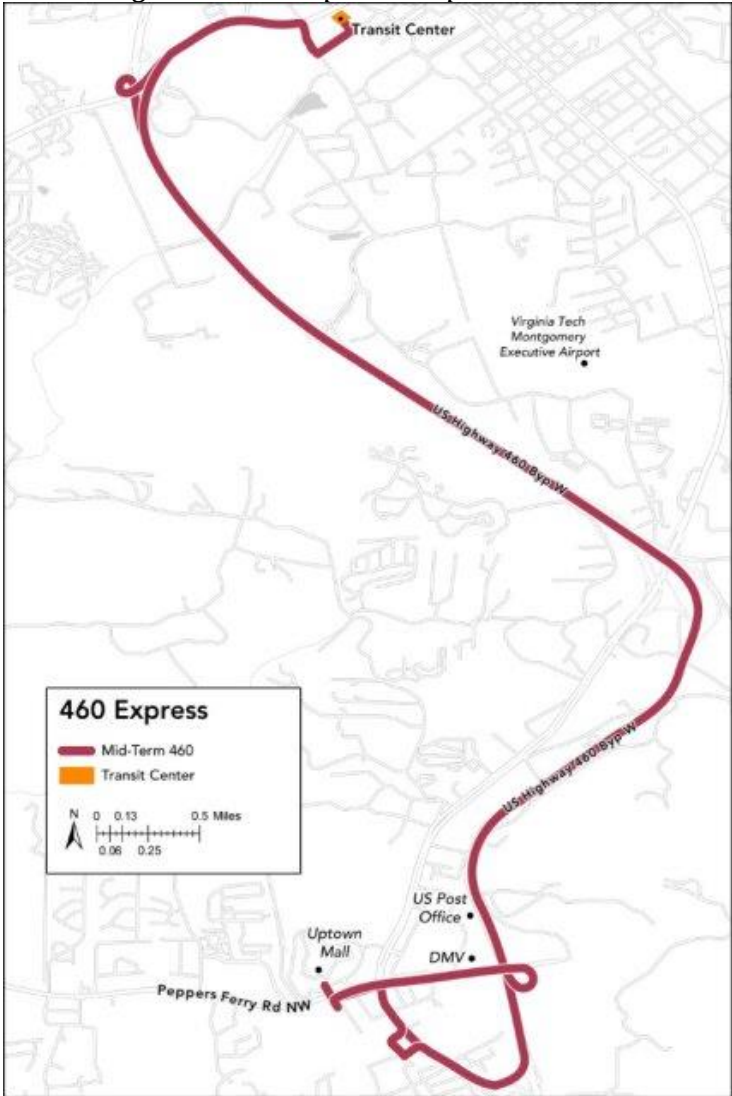 Transit Center
Virginia Tech
Montgomery
Executive Airport
US Highway 460 Byp W
US Highway 460 Byp W
460 Express
Mid-Term 460
Transit Center
N 0 0.13 0.5 Miles
0.06 0.25
US Post
Office
Uptown
Mall
DMV
Peppers Ferry Rd NW